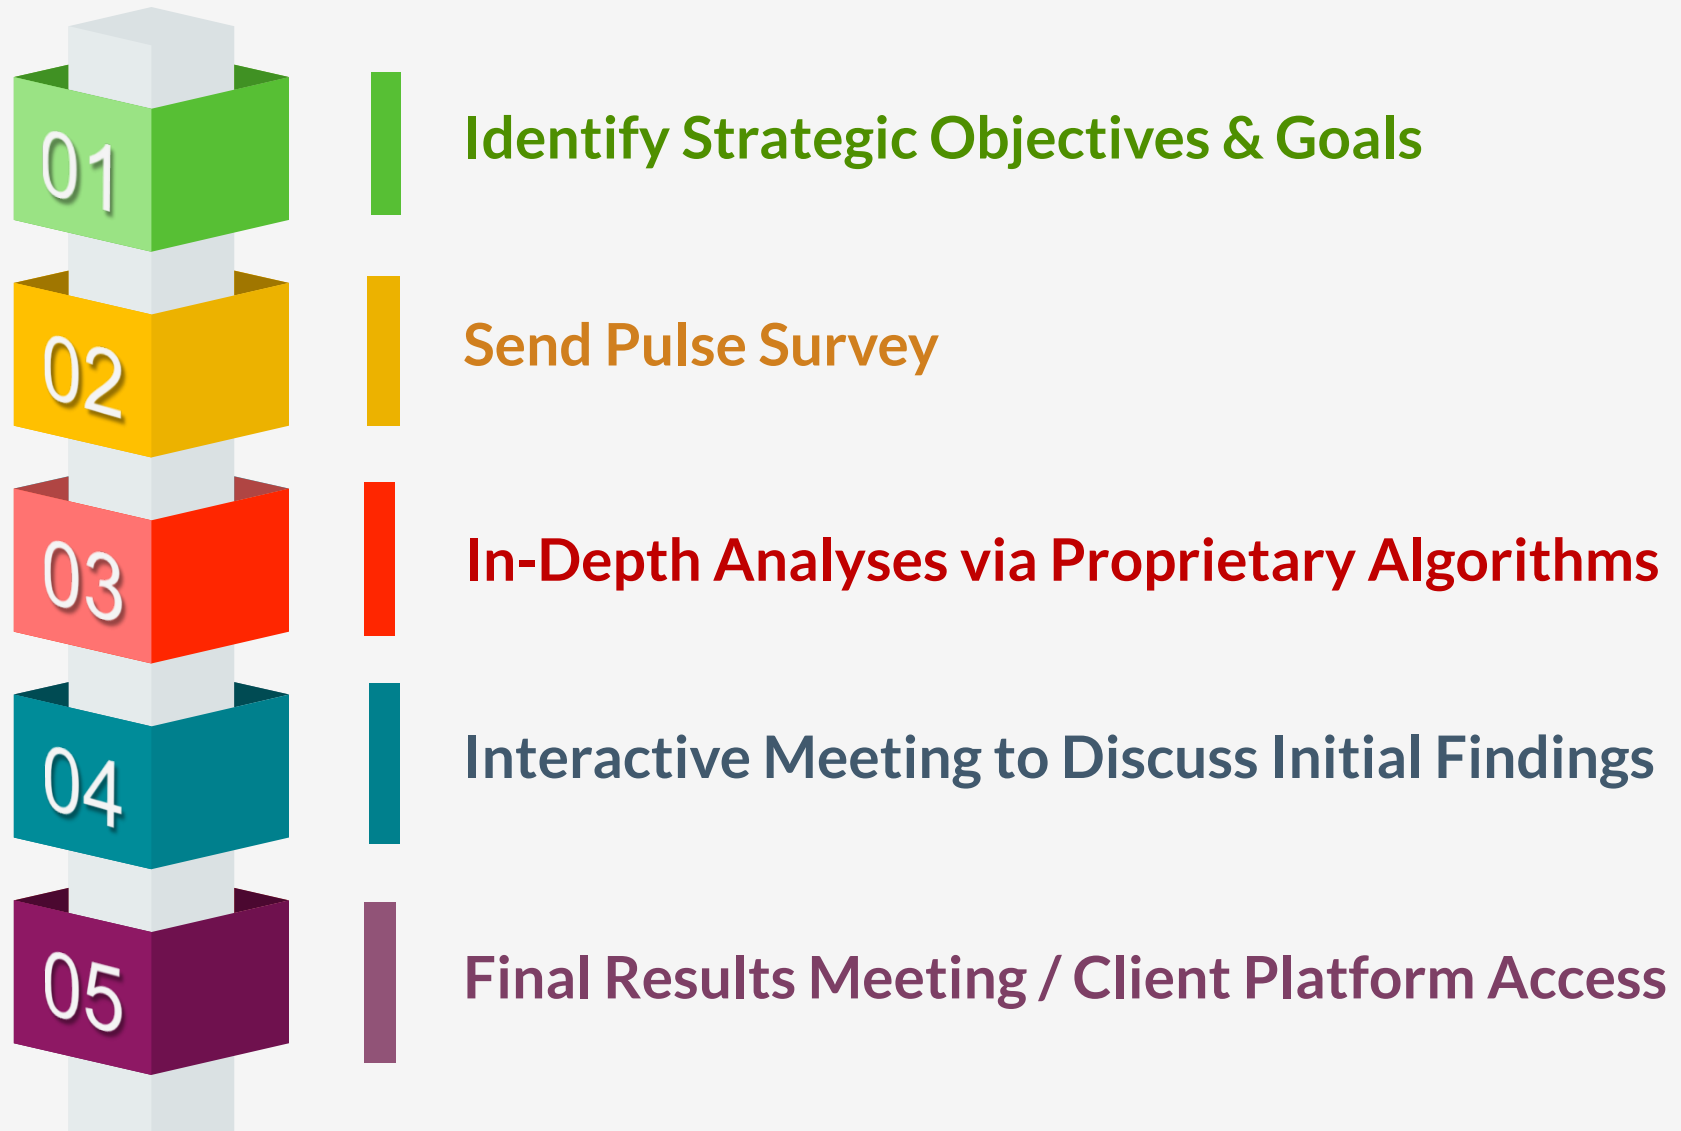 01
Identify Strategic Objectives & Goals
02
Send Pulse Survey
03
In-Depth Analyses via Proprietary Algorithms
04
Interactive Meeting to Discuss Initial Findings
05
Final Results Meeting / Client Platform Access